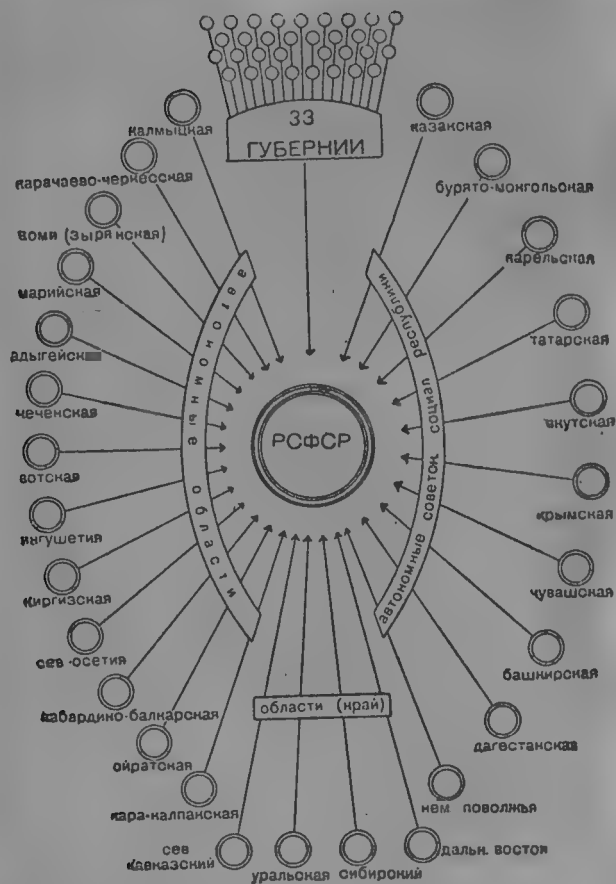 33
ГУБЕРНИИ
калмыцкая
карачаево-черкесская
коми (зырянская)
марийская
адыгейская
чеченская
вотская
ингушетия
киргизская
сев-осетия
кабардино-балкарская
ойратская
кара-калпакская
автономные области
РСФСР
автономные советск. социал республики
казакская
бурято-монгольская
карельская
татарская
якутская
крымская
чувашская
башкирская
дагестанская
нем поволжья
области (край)
сев
кавказский
уральская
сибирский
дальн. восток